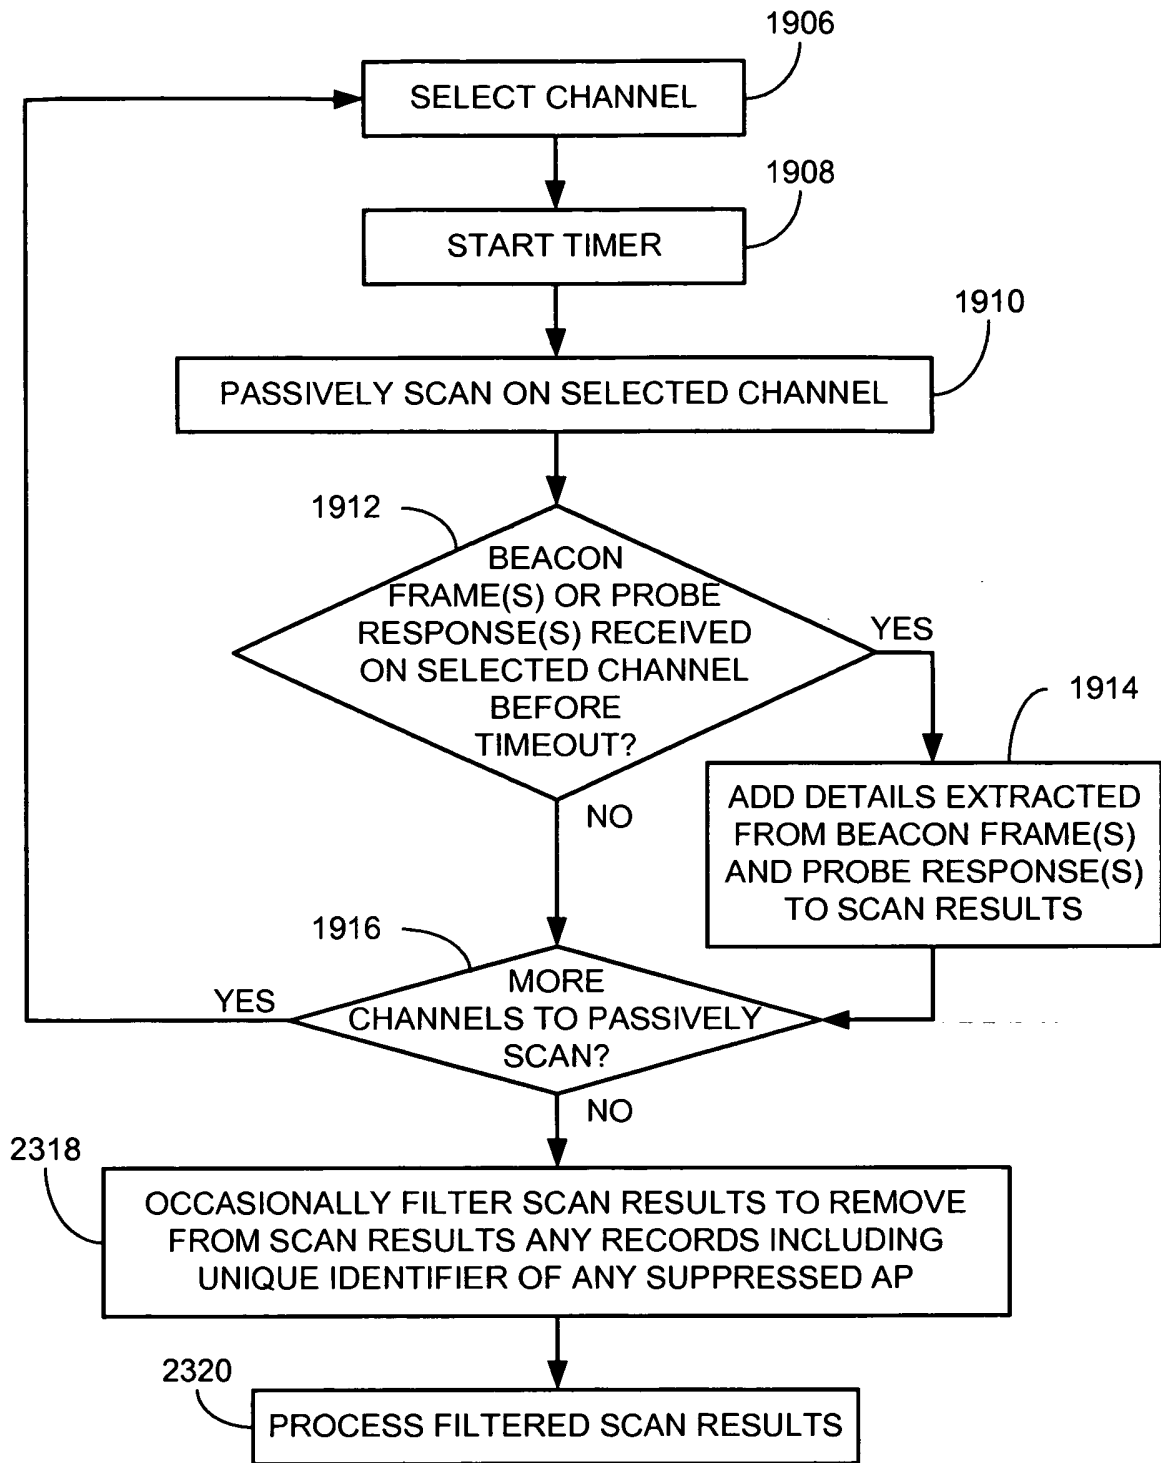 1906
SELECT CHANNEL
1908
START TIMER
1910
PASSIVELY SCAN ON SELECTED CHANNEL
1912
BEACON
FRAME(S) OR PROBE
RESPONSE(S) RECEIVED
ON SELECTED CHANNEL
BEFORE
TIMEOUT?
YES
1914
ADD DETAILS EXTRACTED
FROM BEACON FRAME(S)
AND PROBE RESPONSE(S)
TO SCAN RESULTS
NO
1916
MORE
CHANNELS TO PASSIVELY
SCAN?
YES
NO
2318
OCCASIONALLY FILTER SCAN RESULTS TO REMOVE
FROM SCAN RESULTS ANY RECORDS INCLUDING
UNIQUE IDENTIFIER OF ANY SUPPRESSED AP
2320
PROCESS FILTERED SCAN RESULTS